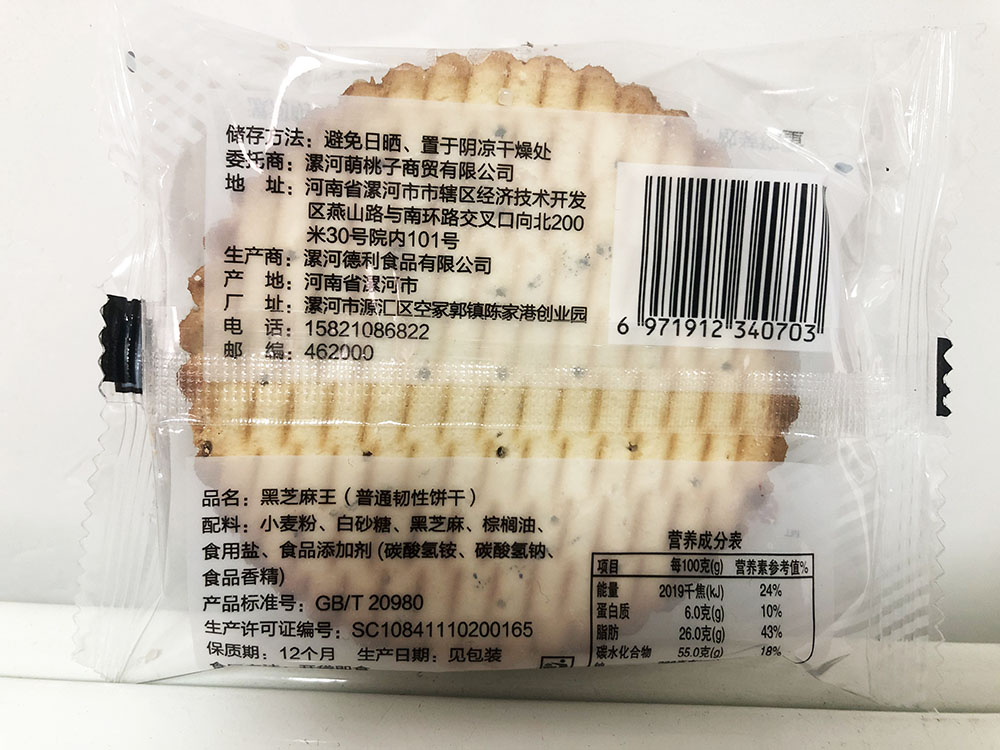 储存方法：避免日晒、置于阴凉干燥处
委托商：漯河萌桃子商贸有限公司
地 址：河南省漯河市市辖区经济技术开发
区燕山路与南环路交叉口向北200
米30号院内101号
生产商：漯河德利食品有限公司
产 地：河南省漯河市
厂 址：漯河市源汇区空冢郭镇陈家港创业园
电 话：15821086822
邮 编：462000
6 971912 340703
品名：黑芝麻王（普通韧性饼干）
配料：小麦粉、白砂糖、黑芝麻、棕榈油、
食用盐、食品添加剂 (碳酸氢铵、碳酸氢钠、
食品香精)
产品标准号：GB/T 20980
生产许可证编号：SC10841110200165
保质期：12个月 生产日期：见包装
营养成分表
项目 每100克(g) 营养素参考值%
能量 2019千焦(kJ) 24%
蛋白质 6.0克(g) 10%
脂肪 26.0克(g) 43%
碳水化合物 55.0克(g) 18%